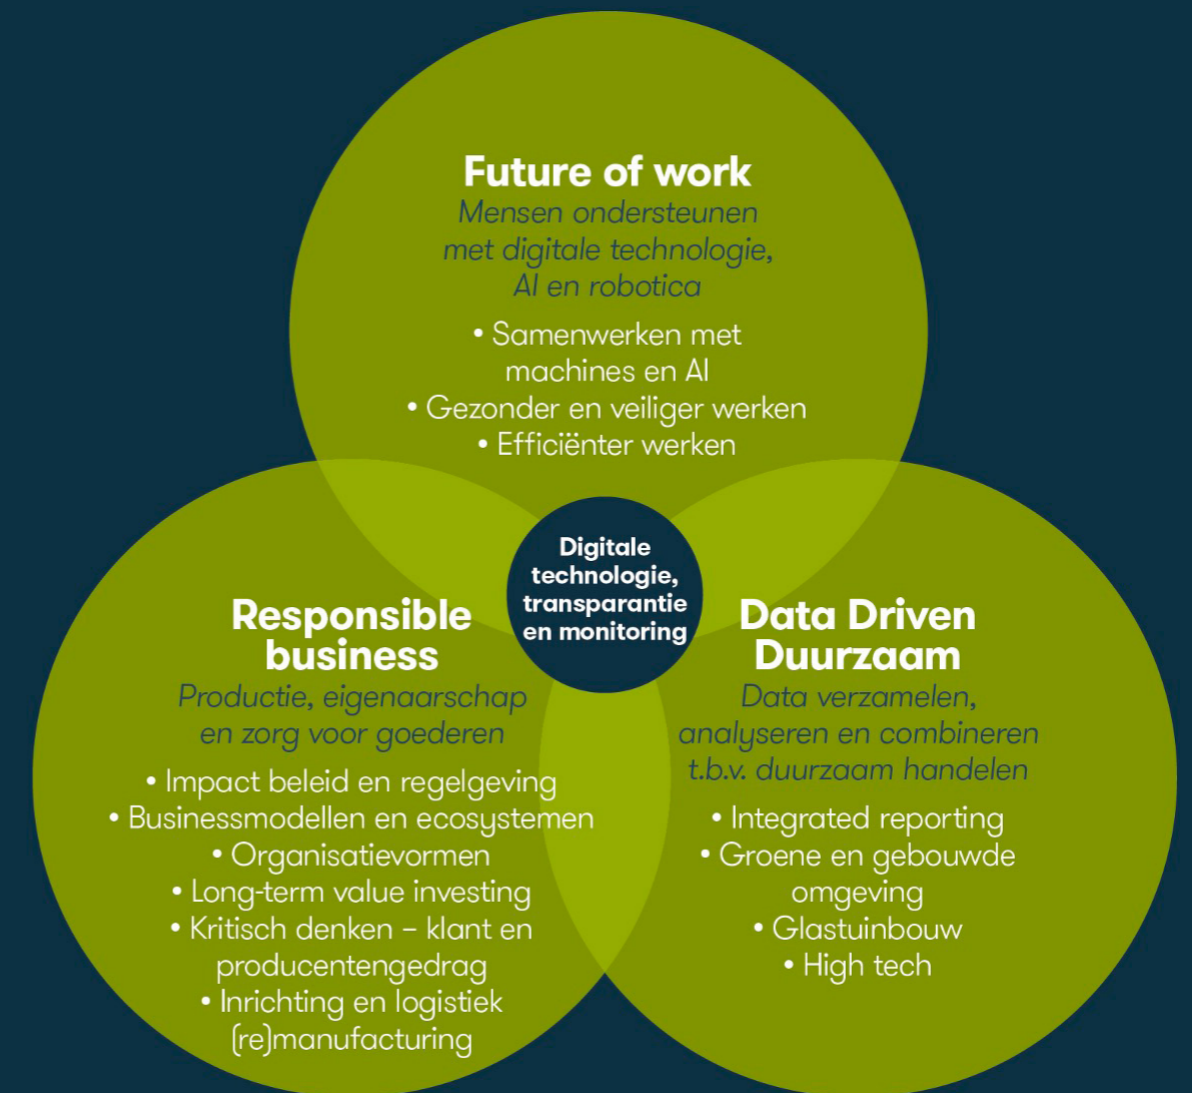 Future of work
Mensen ondersteunen
met digitale technologie,
AI en robotica
• Samenwerken met
machines en AI
• Gezonder en veiliger werken
• Efficiënter werken
Digitale
technologie,
transparantie
en monitoring
Responsible
business
Productie, eigenaarschap
en zorg voor goederen
• Impact beleid en regelgeving
• Businessmodellen en ecosystemen
• Organisatievormen
• Long-term value investing
• Kritisch denken – klant en
producentengedrag
• Inrichting en logistiek
(re)manufacturing
Data Driven
Duurzaam
Data verzamelen,
analyseren en combineren
t.b.v. duurzaam handelen
• Integrated reporting
• Groene en gebouwde
omgeving
• Glastuinbouw
• High tech